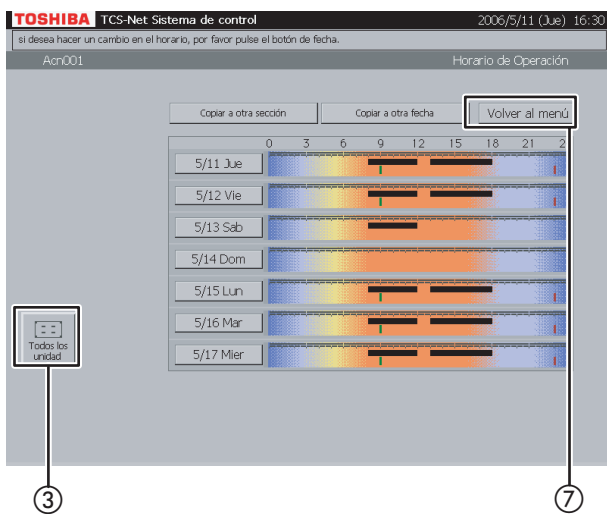 TOSHIBA TCS-Net Sistema de control 2006/5/11 (Jue) 16:30
si desea hacer un cambio en el horario, por favor pulse el botón de fecha.
Acn001 Horario de Operación
Copiar a otra sección Copiar a otra fecha Volver al menú
0 3 6 9 12 15 18 21 2
5/11 Jue
5/12 Vie
5/13 Sab
5/14 Dom
5/15 Lun
5/16 Mar
5/17 Mier
Todos los
unidad
③ ⑦